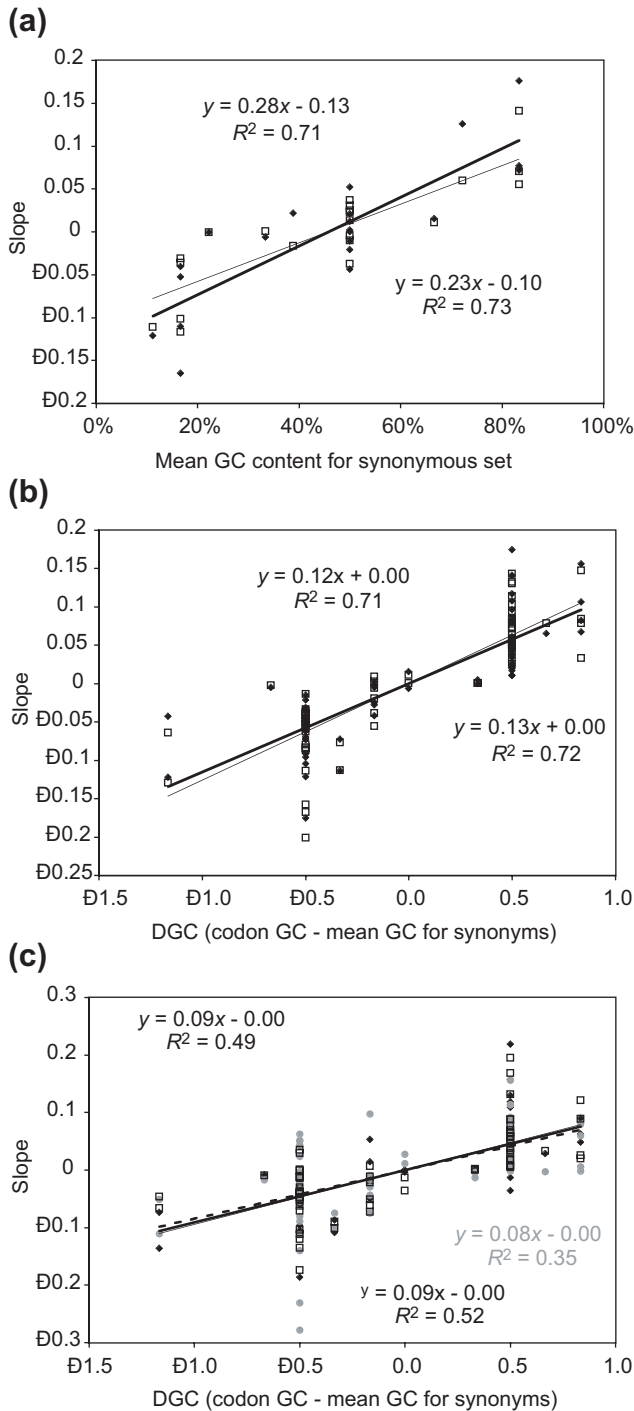 (a)
0.2
0.15
0.1
0.05
0
Ð0.05
Ð0.1
Ð0.15
Ð0.2
Slope
y = 0.28x - 0.13
R² = 0.71
y = 0.23x - 0.10
R² = 0.73
0% 20% 40% 60% 80% 100%
Mean GC content for synonymous set
(b)
0.2
0.15
0.1
0.05
0
Ð0.05
Ð0.1
Ð0.15
Ð0.2
Ð0.25
Slope
y = 0.12x + 0.00
R² = 0.71
y = 0.13x + 0.00
R² = 0.72
Ð1.5 Ð1.0 Ð0.5 0.0 0.5 1.0
DGC (codon GC - mean GC for synonyms)
(c)
0.3
0.2
0.1
0
Ð0.1
Ð0.2
Ð0.3
Slope
y = 0.09x - 0.00
R² = 0.49
y = 0.08x - 0.00
R² = 0.35
y = 0.09x - 0.00
R² = 0.52
Ð1.5 Ð1.0 Ð0.5 0.0 0.5 1.0
DGC (codon GC - mean GC for synonyms)